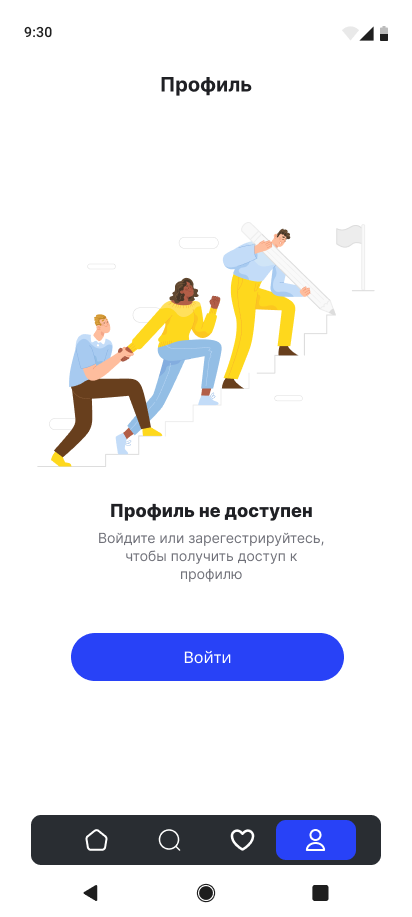 9:30
Профиль
Профиль не доступен
Войдите или зарегестрируйтесь,
чтобы получить доступ к
профилю
Войти